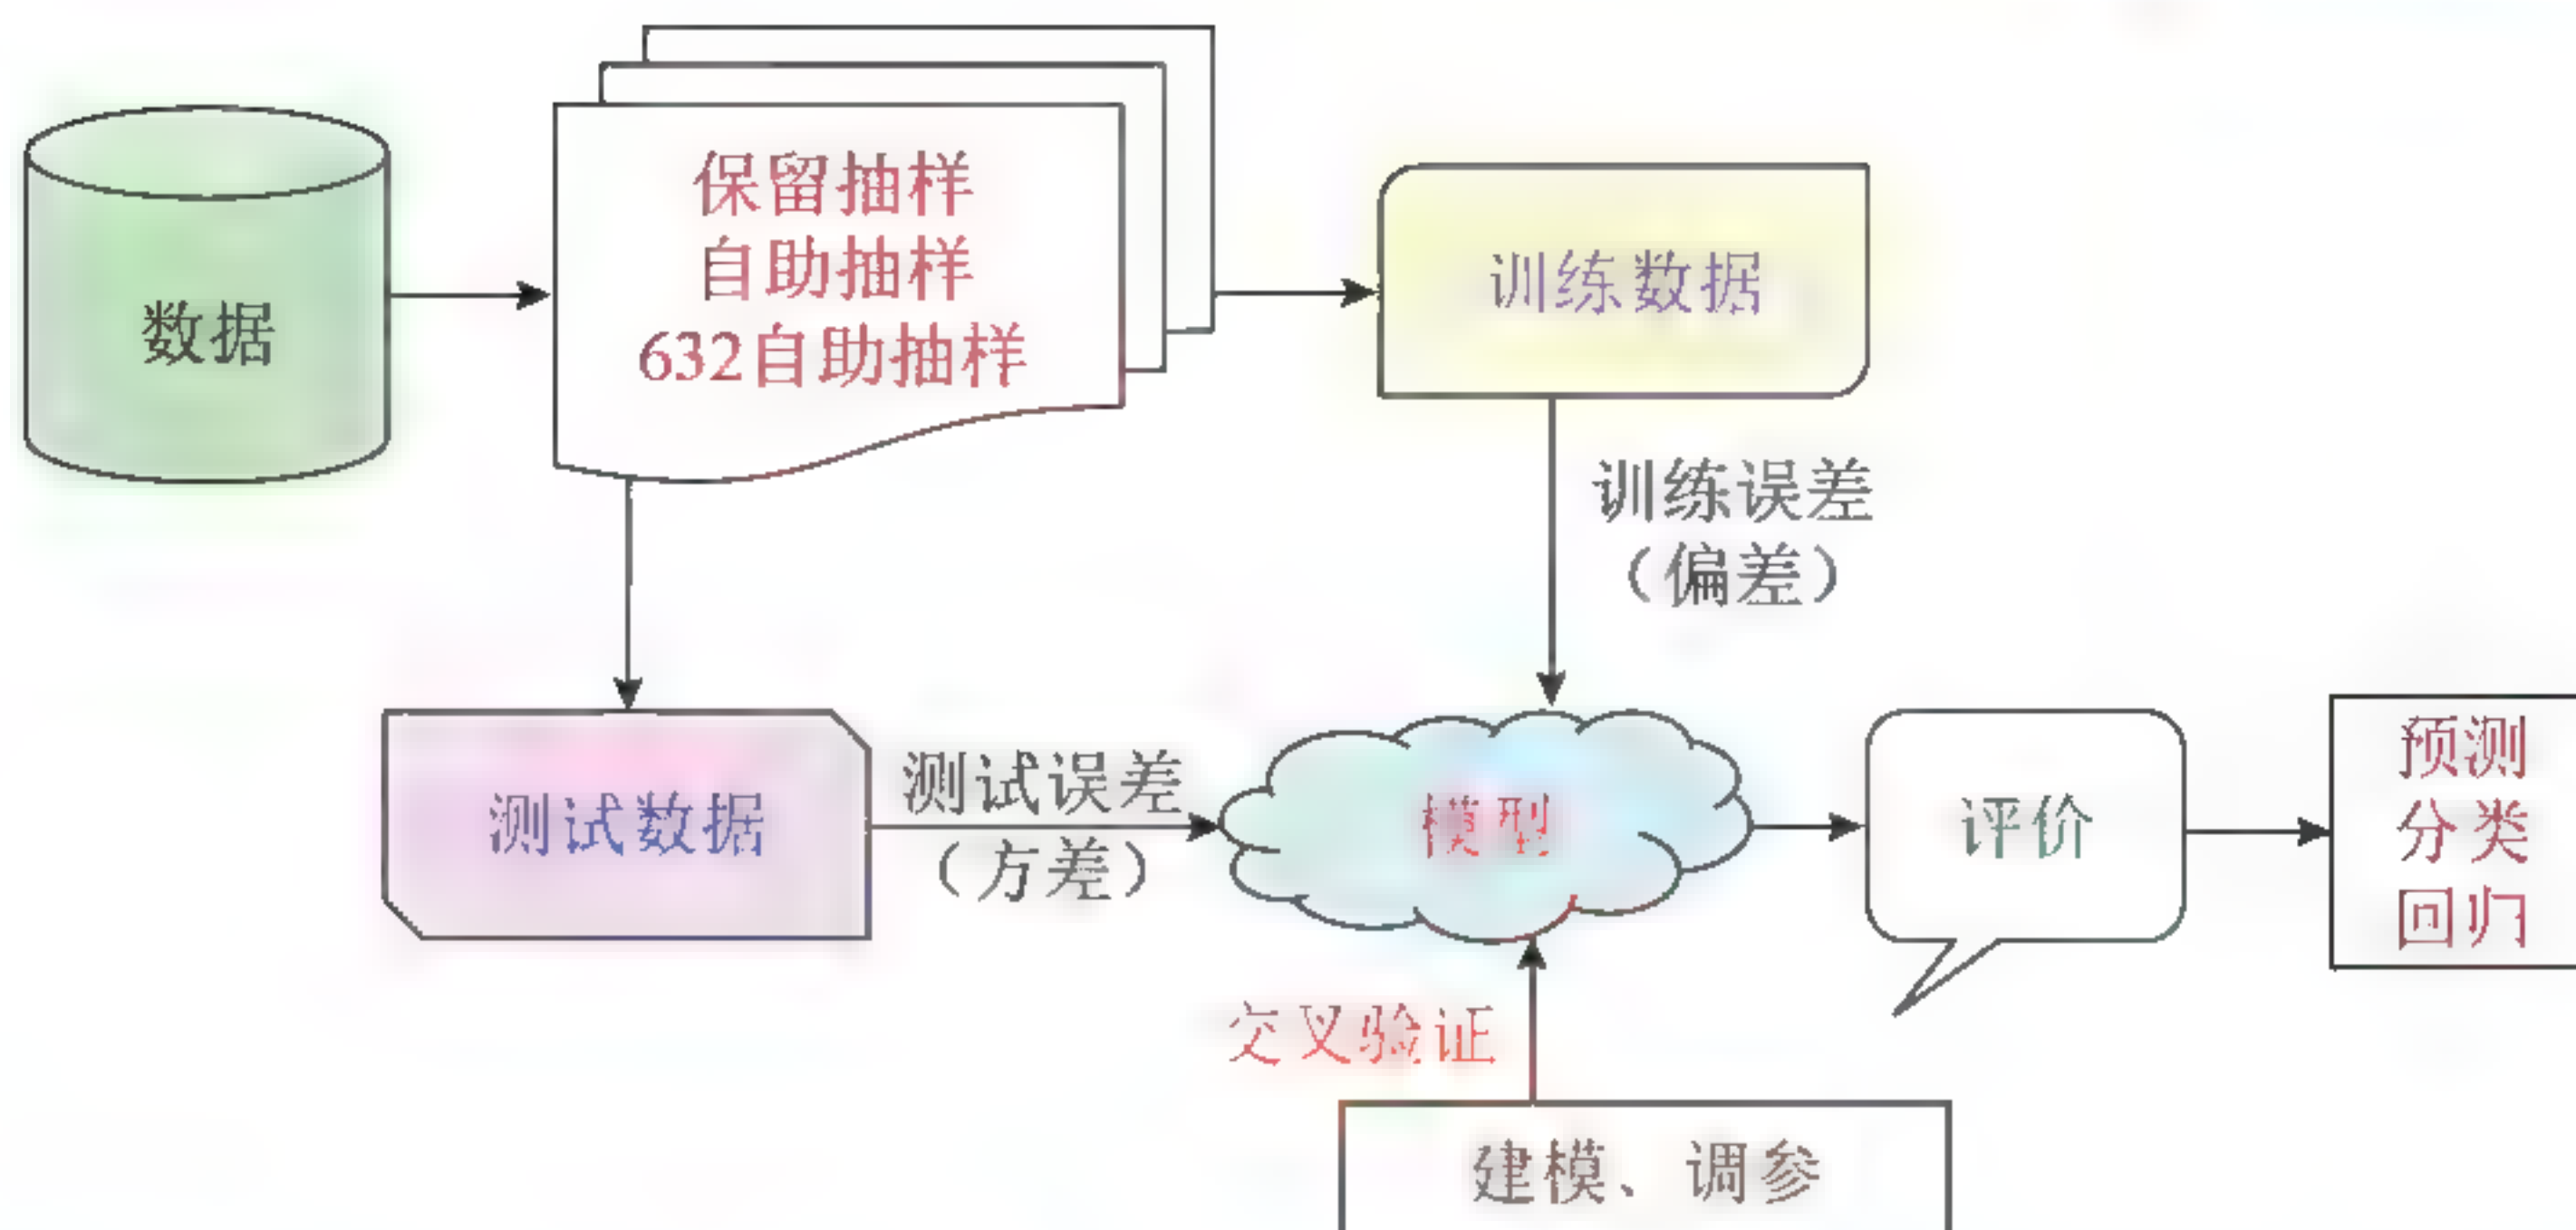 数据
保留抽样
自助抽样
632自助抽样
训练数据
训练误差
（偏差）
测试数据
测试误差
（方差）
模型
评价
预测
分类
回归
交叉验证
建模、调参